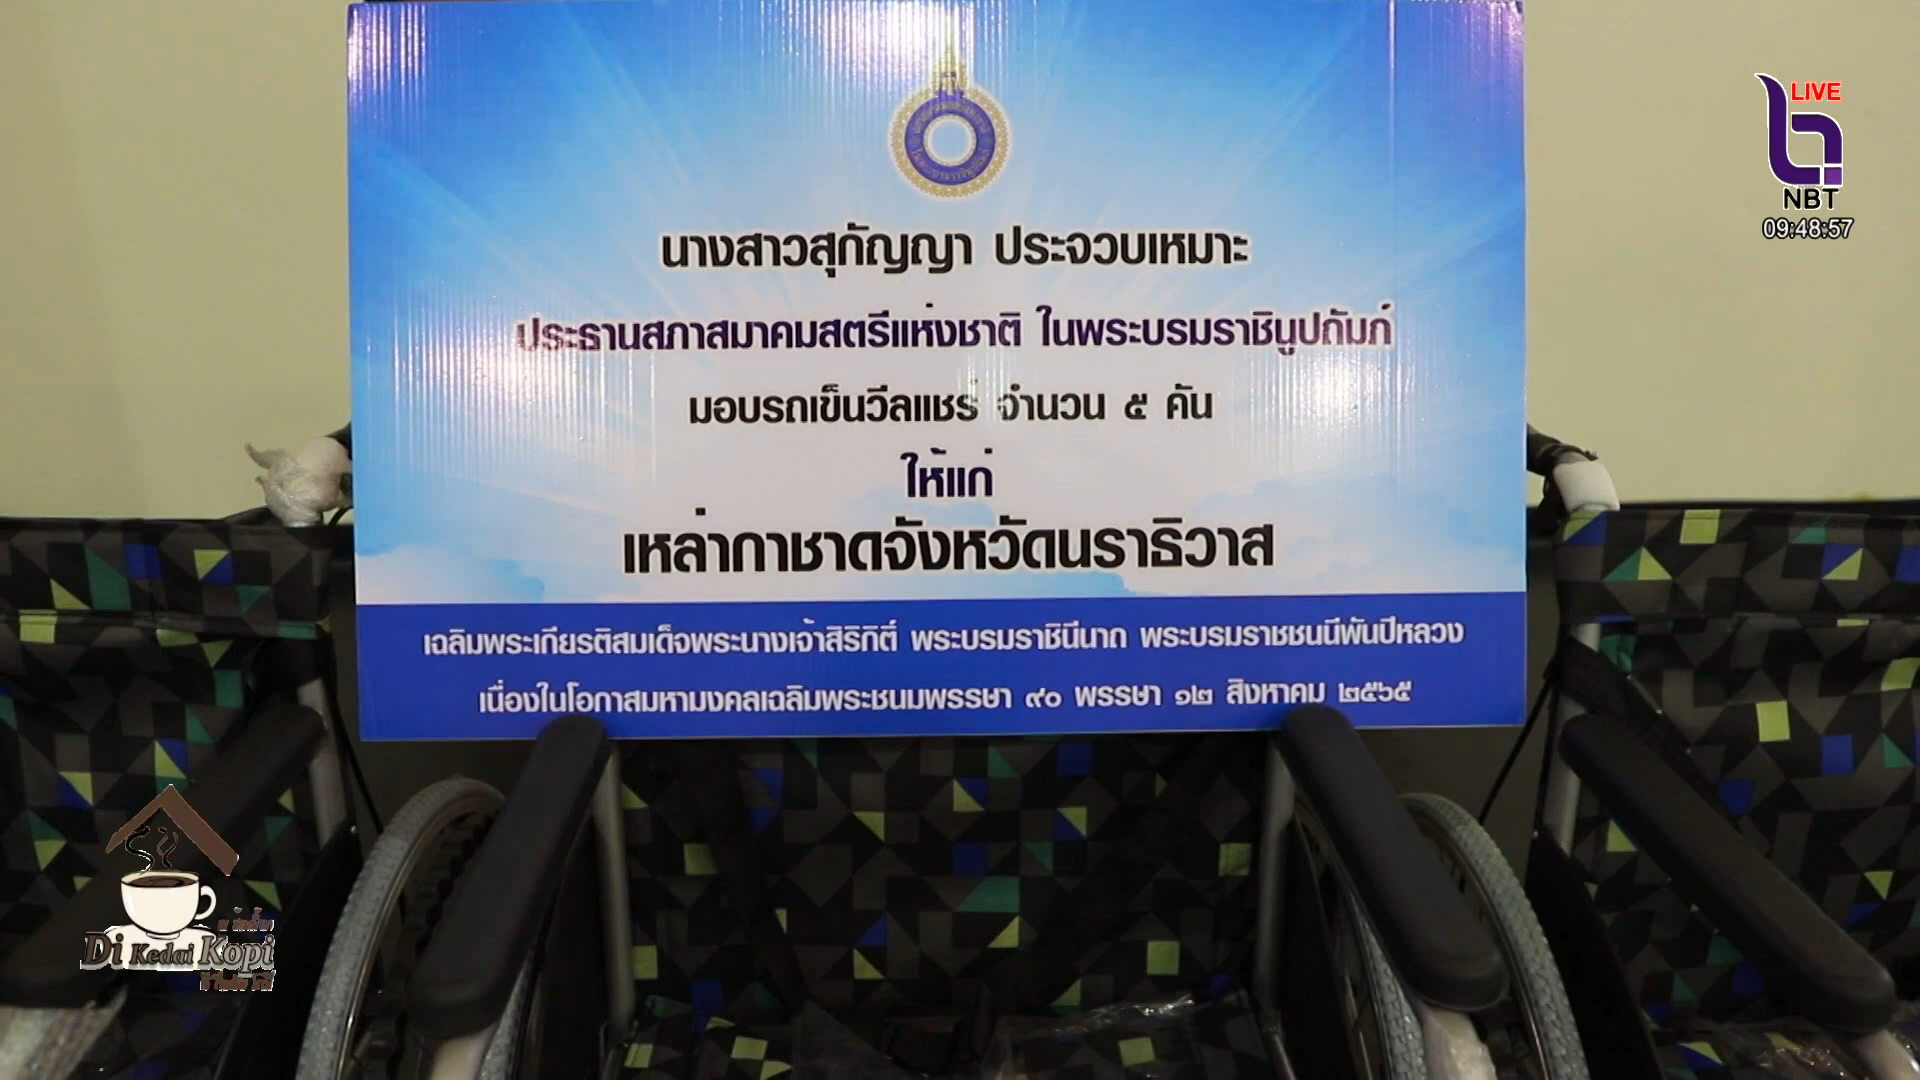 LIVE
NBT
09:48:57
นางสาวสุกัญญา ประจวบเหมาะ
ประธานสภาสมาคมสตรีแห่งชาติ ในพระบรมราชินูปถัมภ์
มอบรถเข็นวีลแชร์ จำนวน ๕ คัน
ให้แก่
เหล่ากาชาดจังหวัดนราธิวาส
เฉลิมพระเกียรติสมเด็จพระนางเจ้าสิริกิติ์ พระบรมราชินีนาถ พระบรมราชชนนีพันปีหลวง
เนื่องในโอกาสมหามงคลเฉลิมพระชนมพรรษา ๙๐ พรรษา ๑๒ สิงหาคม ๒๕๖๕
Di Kedai Kopi